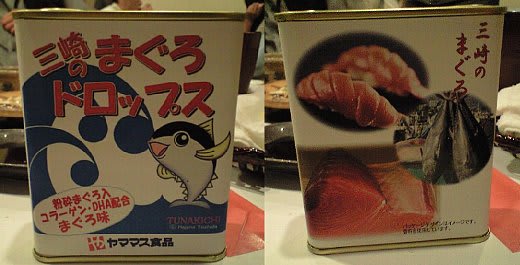 三崎の
まぐろ
ドロップス
粉砕まぐろ入
コラーゲン・DHA配合
まぐろ味
TUNAKICHI
ヤママス食品
三崎の
まぐろ